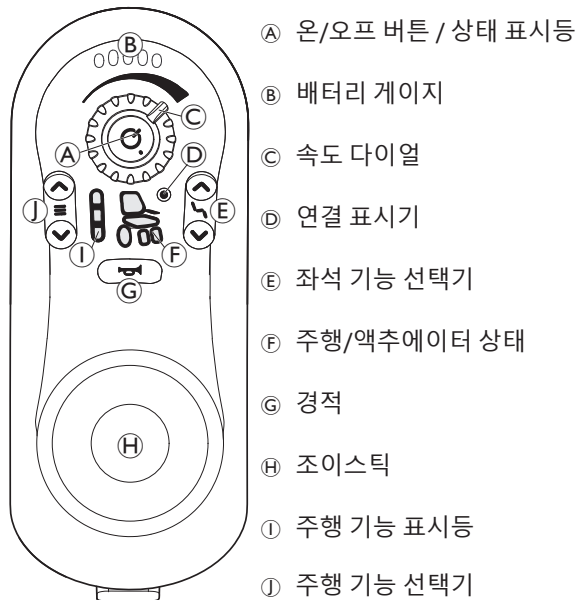 Ⓑ
Ⓒ
Ⓐ
Ⓓ
Ⓙ
Ⓔ
Ⓘ
Ⓕ
Ⓖ
Ⓗ
Ⓐ 온/오프 버튼 / 상태 표시등
Ⓑ 배터리 게이지
Ⓒ 속도 다이얼
Ⓓ 연결 표시기
Ⓔ 좌석 기능 선택기
Ⓕ 주행/액추에이터 상태
Ⓖ 경적
Ⓗ 조이스틱
Ⓘ 주행 기능 표시등
Ⓙ 주행 기능 선택기